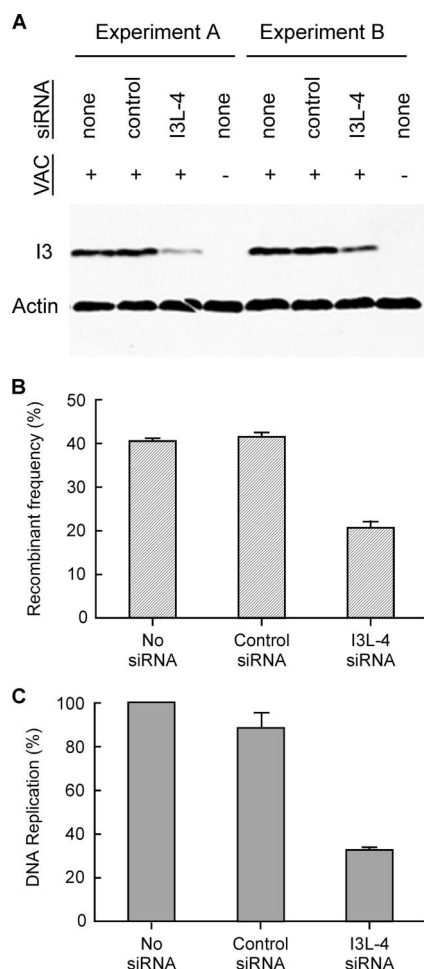 A
Experiment A Experiment B
siRNA none control I3L-4 none none control I3L-4 none
VAC + + + - + + + -
I3
Actin
B
Recombinant frequency (%)
50
40
30
20
10
0
No siRNA
Control siRNA
I3L-4 siRNA
C
DNA Replication (%)
100
80
60
40
20
0
No siRNA
Control siRNA
I3L-4 siRNA